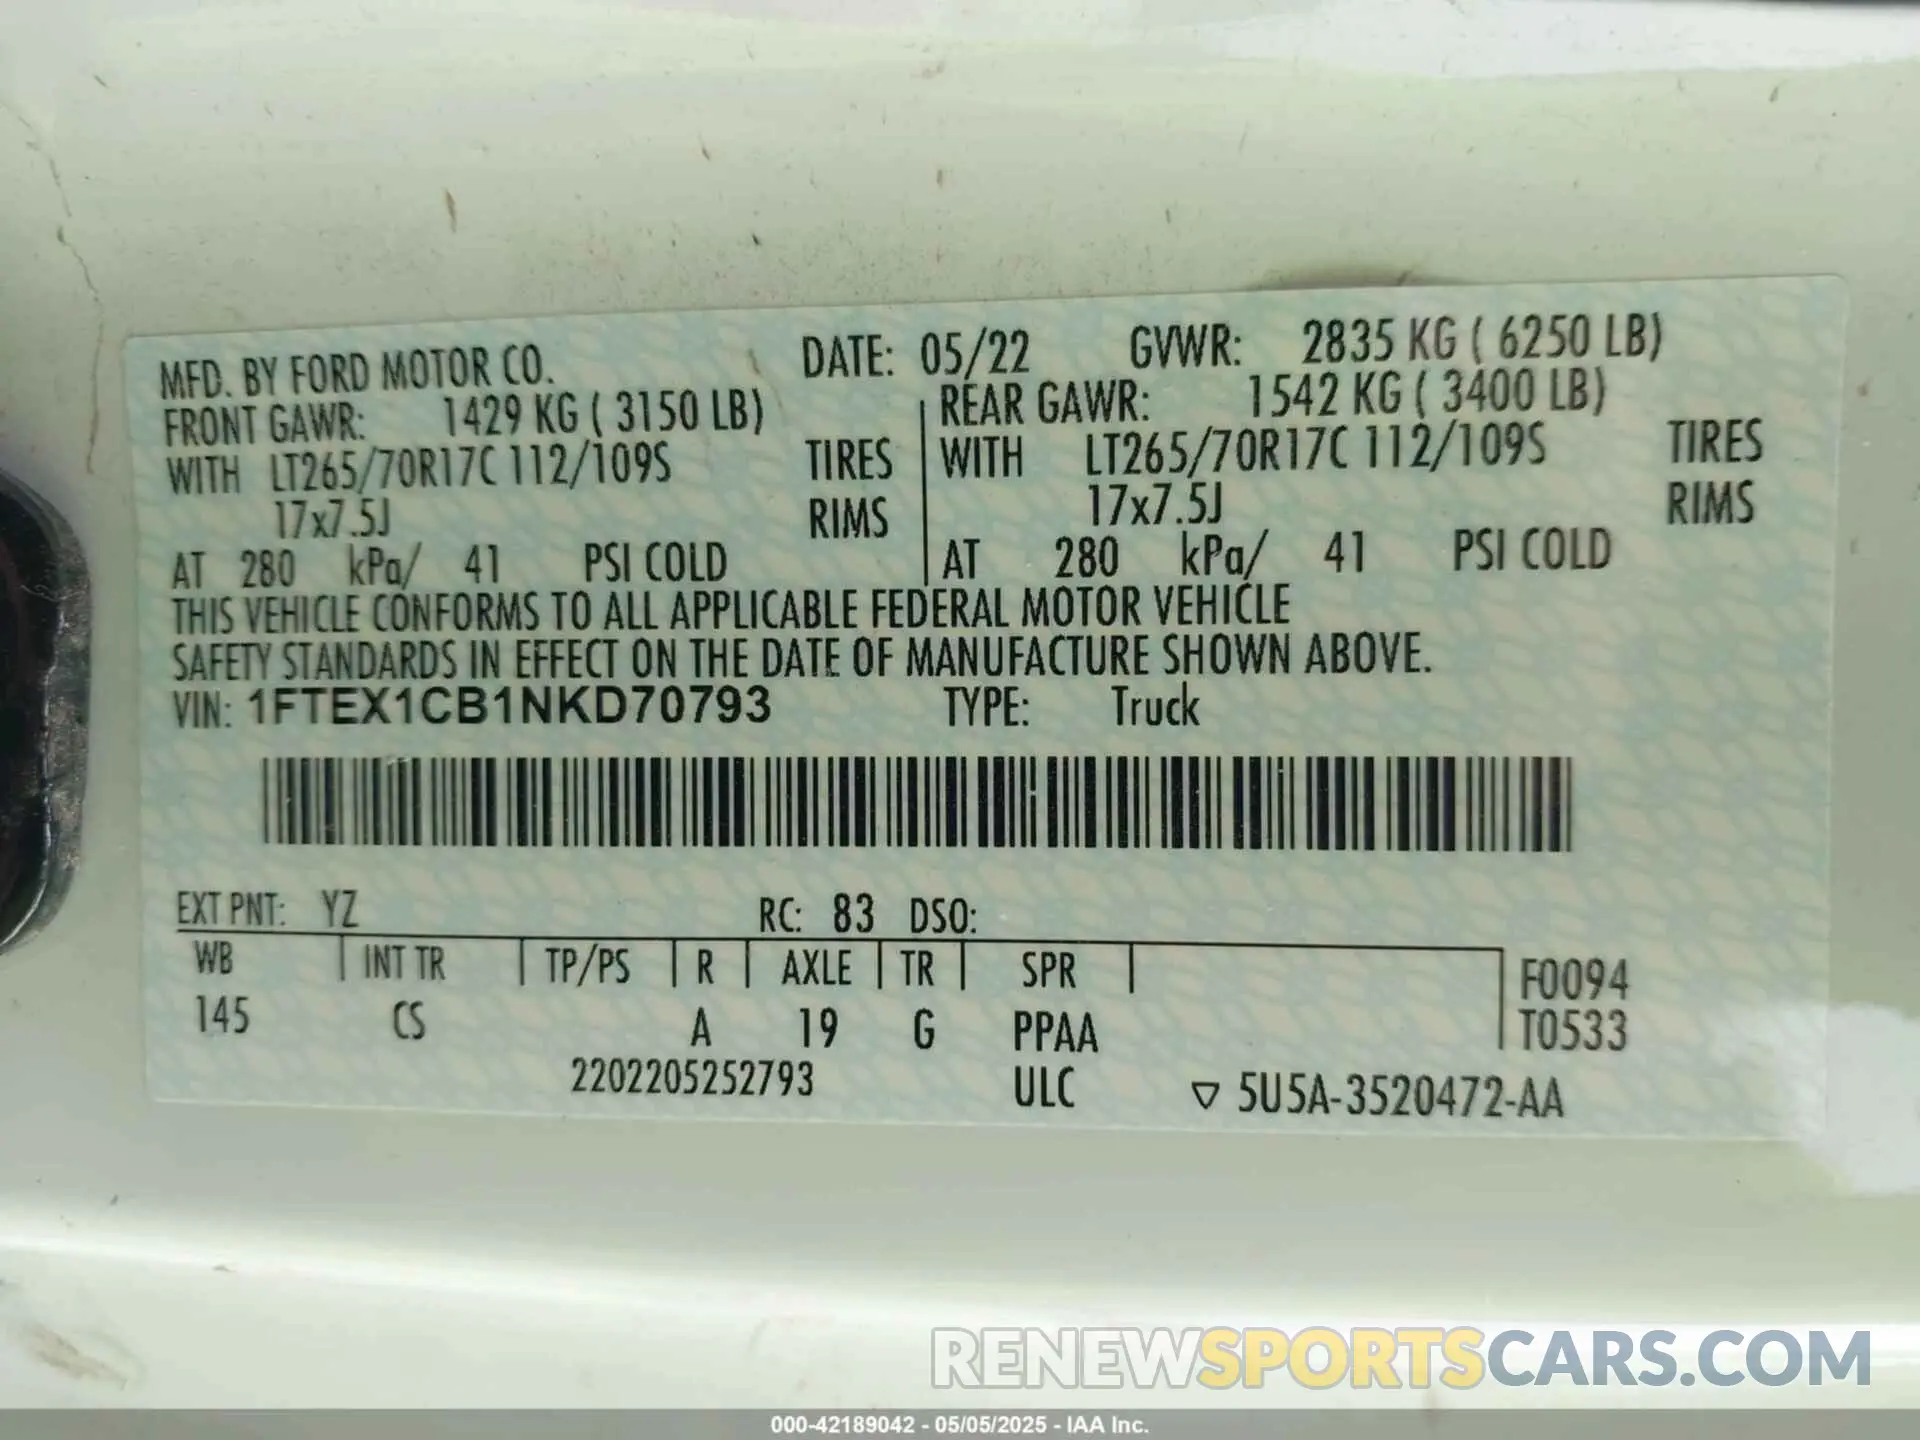 MFD. BY FORD MOTOR CO. DATE: 05/22 GVWR: 2835 KG ( 6250 LB)
FRONT GAWR: 1429 KG ( 3150 LB) REAR GAWR: 1542 KG ( 3400 LB)
WITH LT265/70R17C 112/109S TIRES WITH LT265/70R17C 112/109S TIRES
17x7.5J RIMS 17x7.5J RIMS
AT 280 kPa/ 41 PSI COLD AT 280 kPa/ 41 PSI COLD
THIS VEHICLE CONFORMS TO ALL APPLICABLE FEDERAL MOTOR VEHICLE
SAFETY STANDARDS IN EFFECT ON THE DATE OF MANUFACTURE SHOWN ABOVE.
VIN: 1FTEX1CB1NKD70793 TYPE: Truck
EXT PNT: YZ RC: 83 DSO:
WB INT TR TP/PS R AXLE TR SPR F0094
145 CS A 19 G PPAA T0533
2202205252793 ULC ▽ 5U5A-3520472-AA
RENEWSPORTSCARS.COM
000-42189042 - 05/05/2025 - IAA Inc.